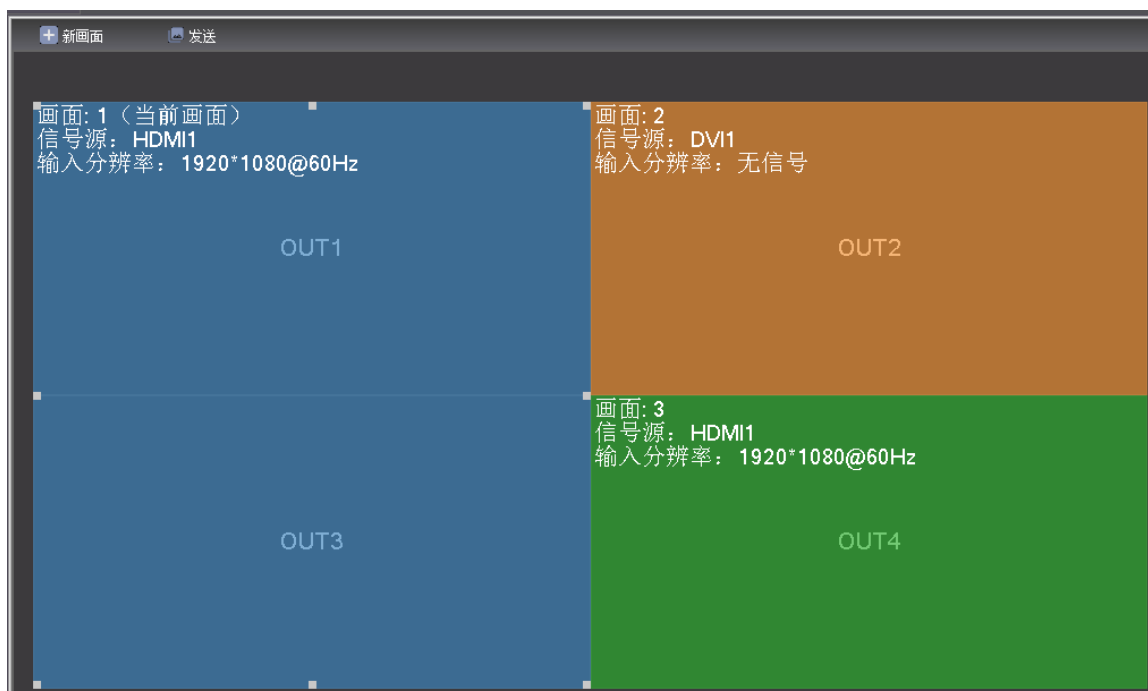 新画面 发送
画面: 1（当前画面）
信号源：HDMI1
输入分辨率：1920*1080@60Hz
OUT1
画面: 2
信号源：DVI1
输入分辨率：无信号
OUT2
OUT3
画面: 3
信号源：HDMI1
输入分辨率：1920*1080@60Hz
OUT4